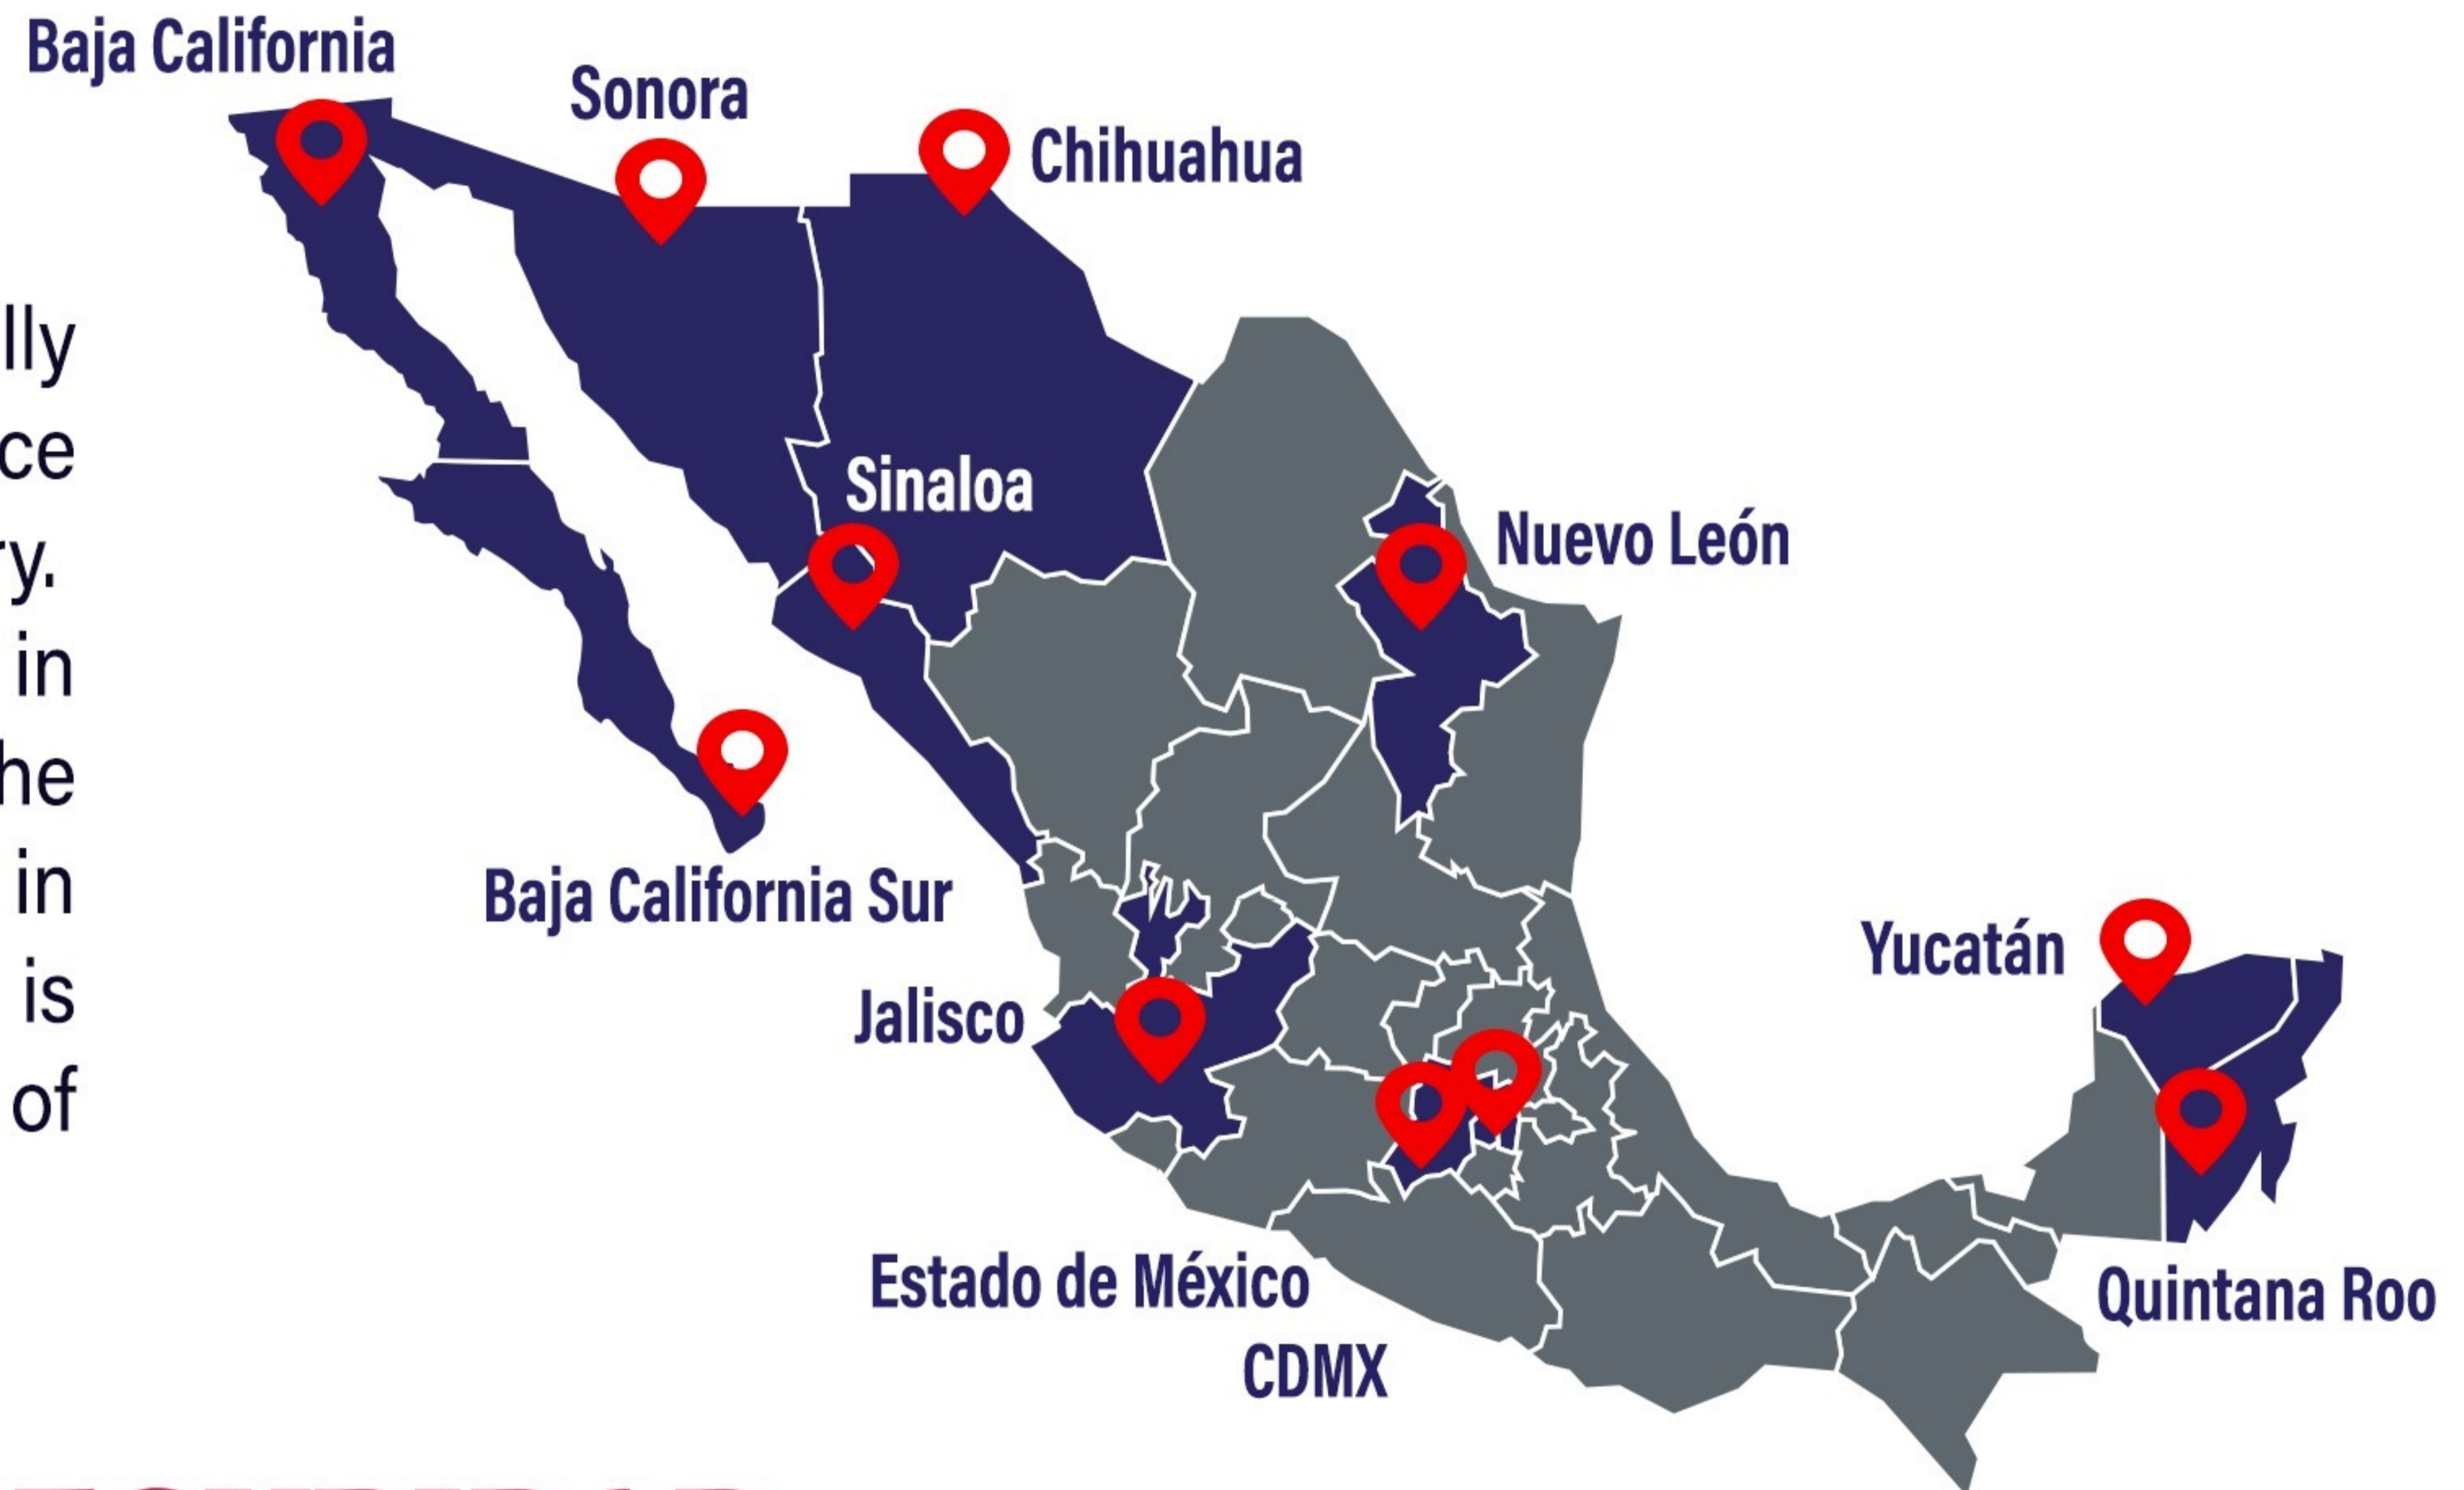 Baja California
Sonora
Chihuahua
lly
ce
Sinaloa
Nuevo León
y.
in
he
in
Baja California Sur
Yucatán
is
Jalisco
of
Estado de México
Quintana Roo
CDMX